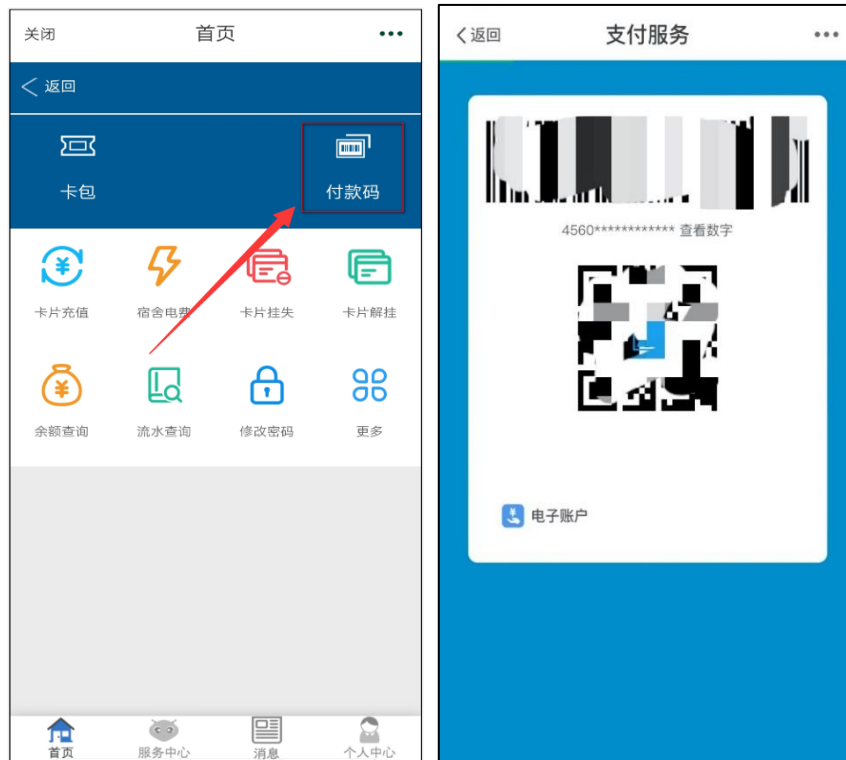 关闭 首页
返回
卡包 付款码
卡片充值 宿舍电费 卡片挂失 卡片解挂
余额查询 流水查询 修改密码 更多
首页 服务中心 消息 个人中心
返回 支付服务
4560************ 查看数字
电子账户